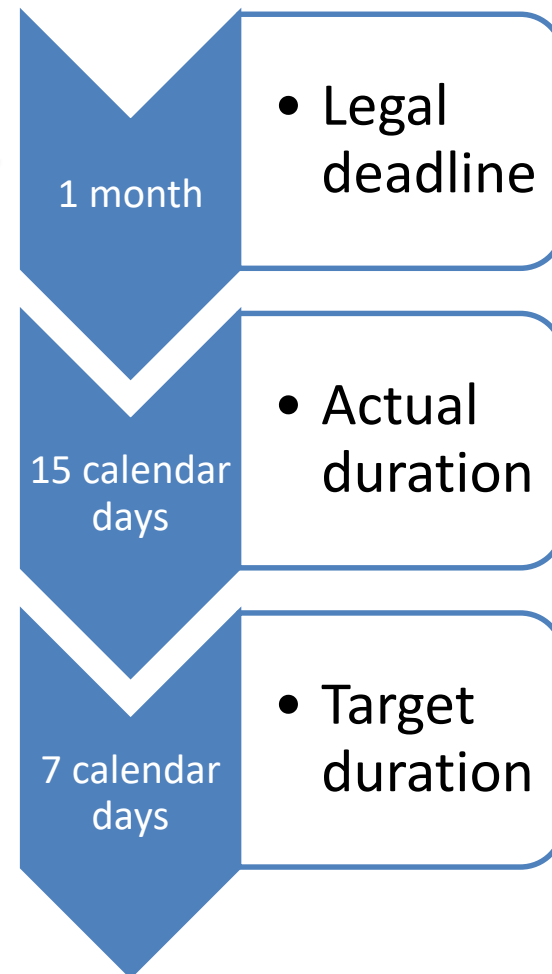 1 month
• Legal
deadline
15 calendar
days
• Actual
duration
7 calendar
days
• Target
duration